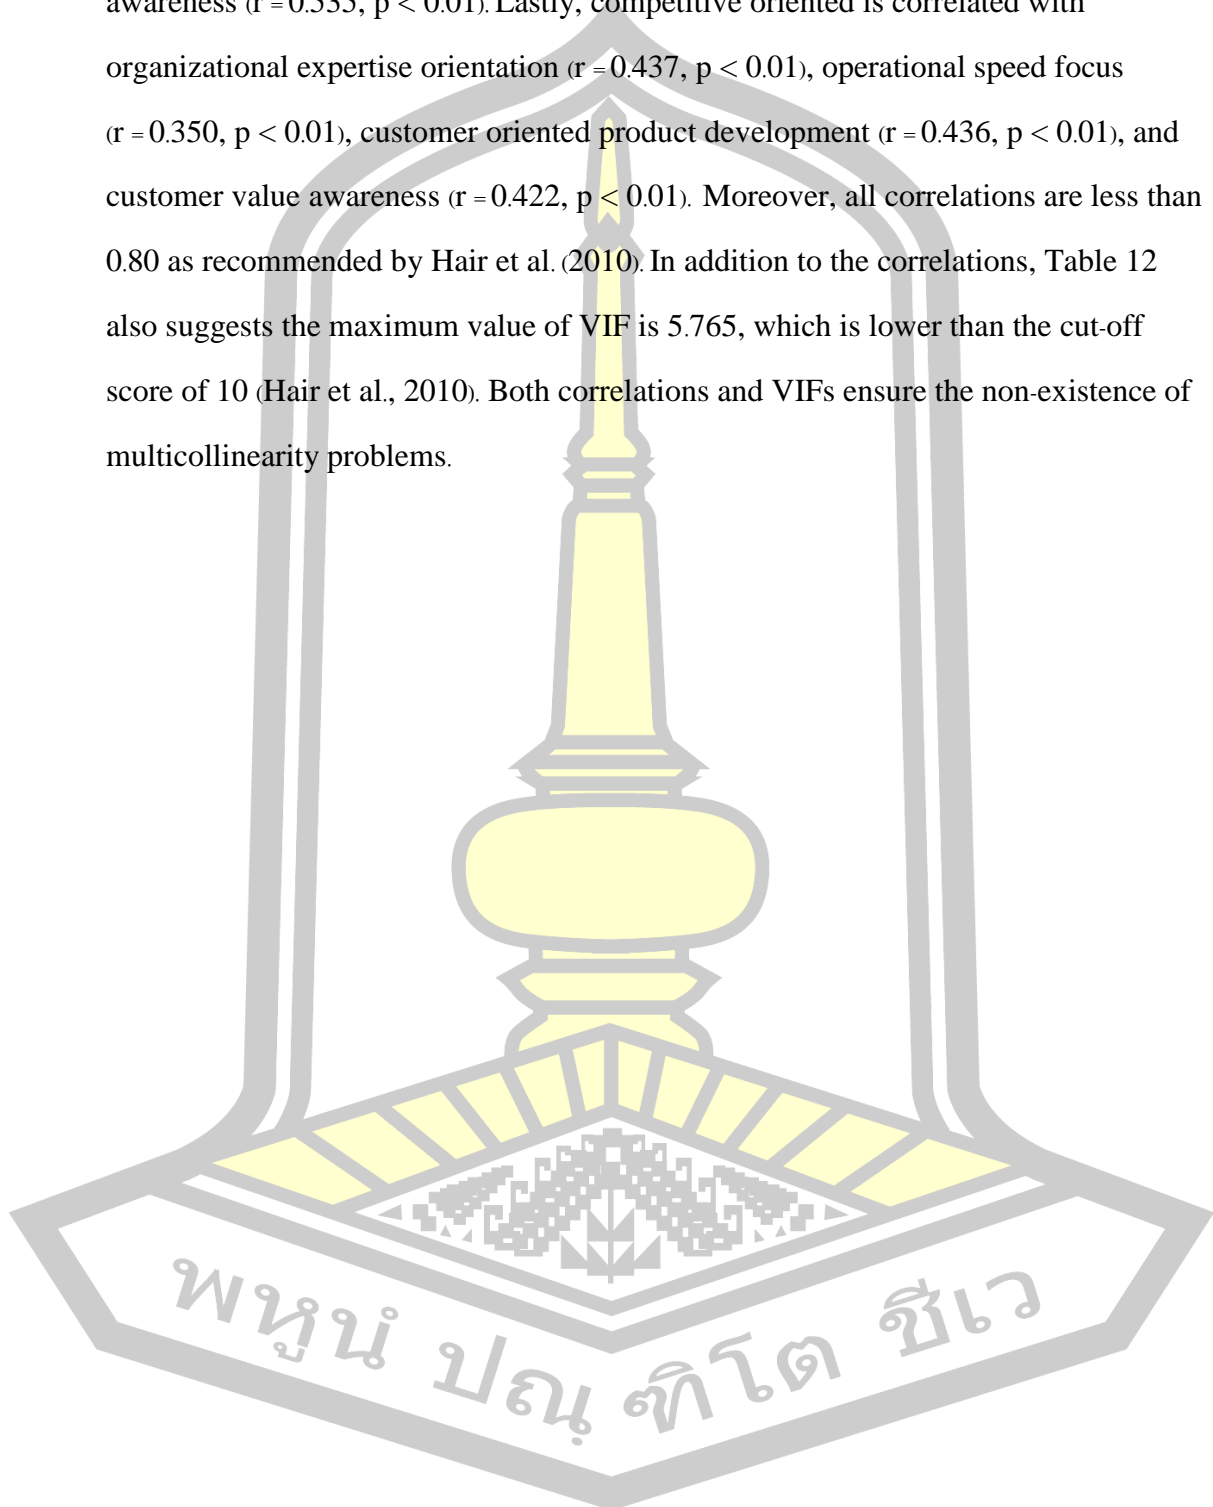 awareness (r = 0.535, p < 0.01). Lastly, competitive oriented is correlated with
organizational expertise orientation (r = 0.437, p < 0.01), operational speed focus
(r = 0.350, p < 0.01), customer oriented product development (r = 0.436, p < 0.01), and
customer value awareness (r = 0.422, p < 0.01). Moreover, all correlations are less than
0.80 as recommended by Hair et al. (2010). In addition to the correlations, Table 12
also suggests the maximum value of VIF is 5.765, which is lower than the cut-off
score of 10 (Hair et al., 2010). Both correlations and VIFs ensure the non-existence of
multicollinearity problems.
พหูนํ ปณฺฑิโต ชีเว